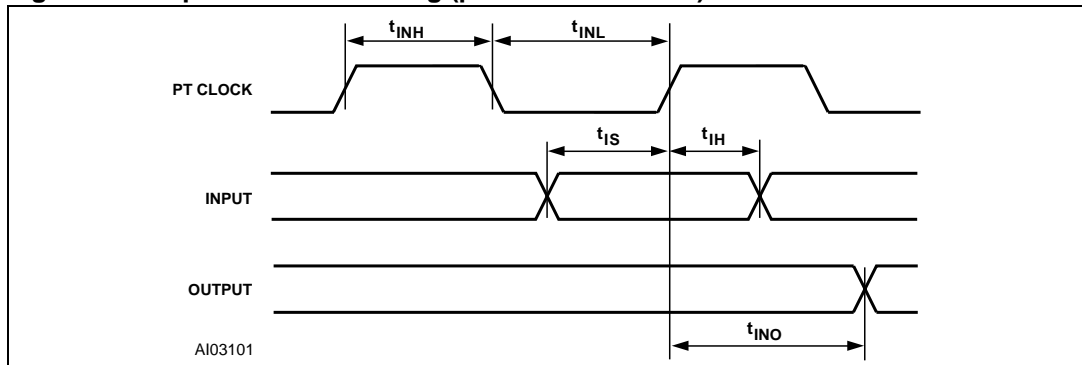 tINH tINL
PT CLOCK
tIS tIH
INPUT
OUTPUT
tINO
AI03101